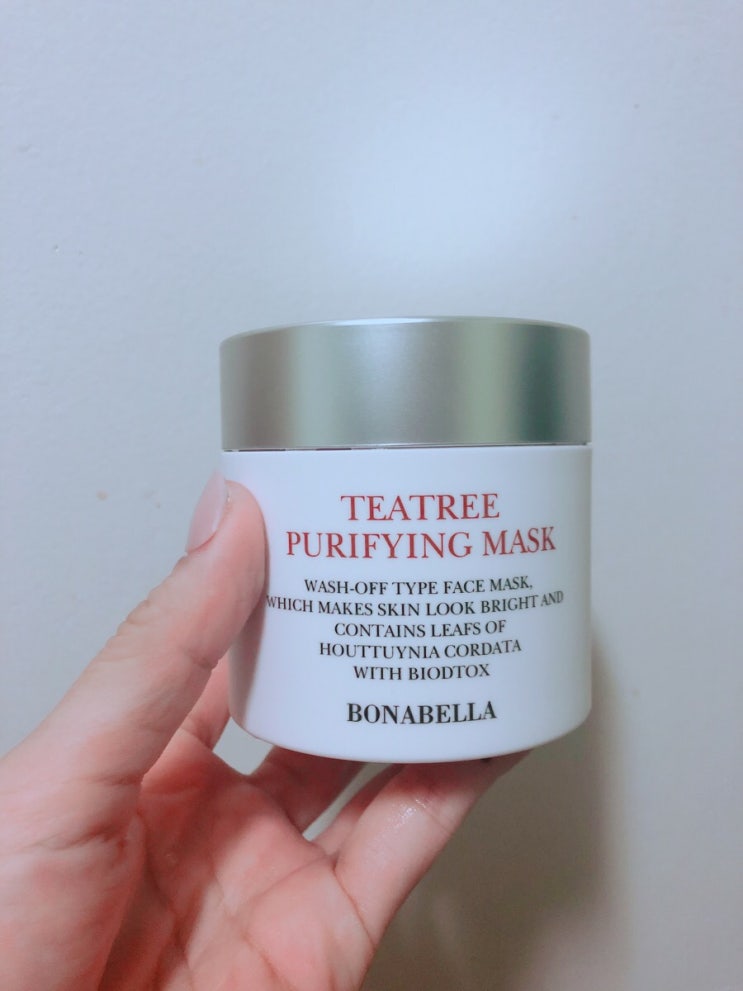 TEATREE
PURIFYING MASK
WASH-OFF TYPE FACE MASK,
WHICH MAKES SKIN LOOK BRIGHT AND
CONTAINS LEAFS OF
HOUTTUYNIA CORDATA
WITH BIODTOX
BONABELLA